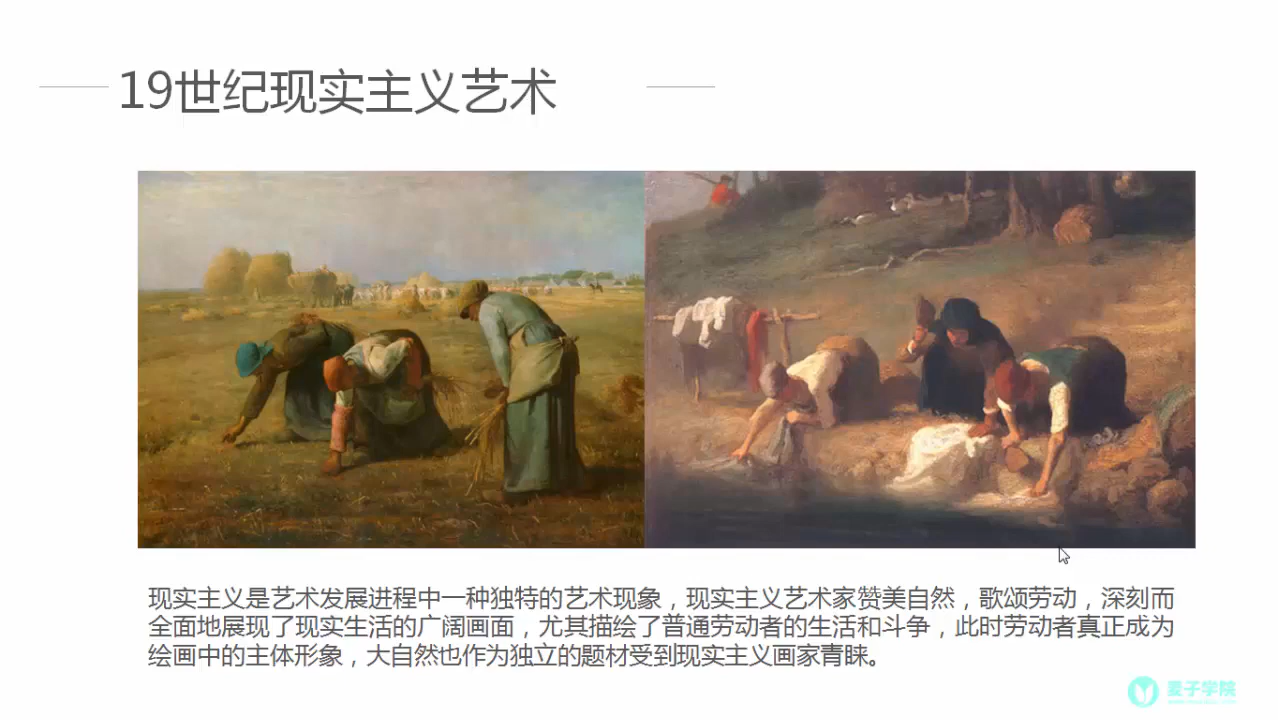 19世纪现实主义艺术
现实主义是艺术发展进程中一种独特的艺术现象，现实主义艺术家赞美自然，歌颂劳动，深刻而
全面地展现了现实生活的广阔画面，尤其描绘了普通劳动者的生活和斗争，此时劳动者真正成为
绘画中的主体形象，大自然也作为独立的题材受到现实主义画家青睐。
麦子学院